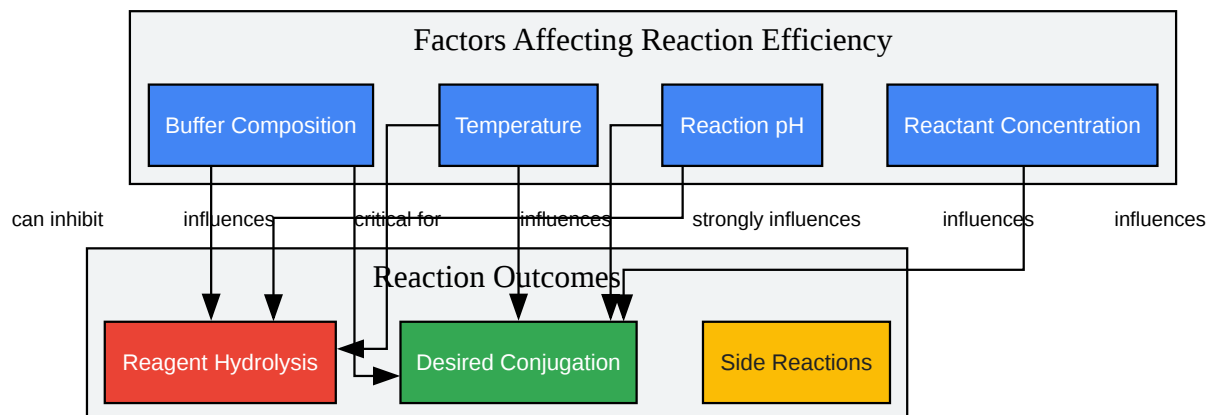 Factors Affecting Reaction Efficiency
Buffer Composition
Temperature
Reaction pH
Reactant Concentration
can inhibit
influences
critical for
influences
strongly influences
influences
influences
Reaction Outcomes
Reagent Hydrolysis
Desired Conjugation
Side Reactions